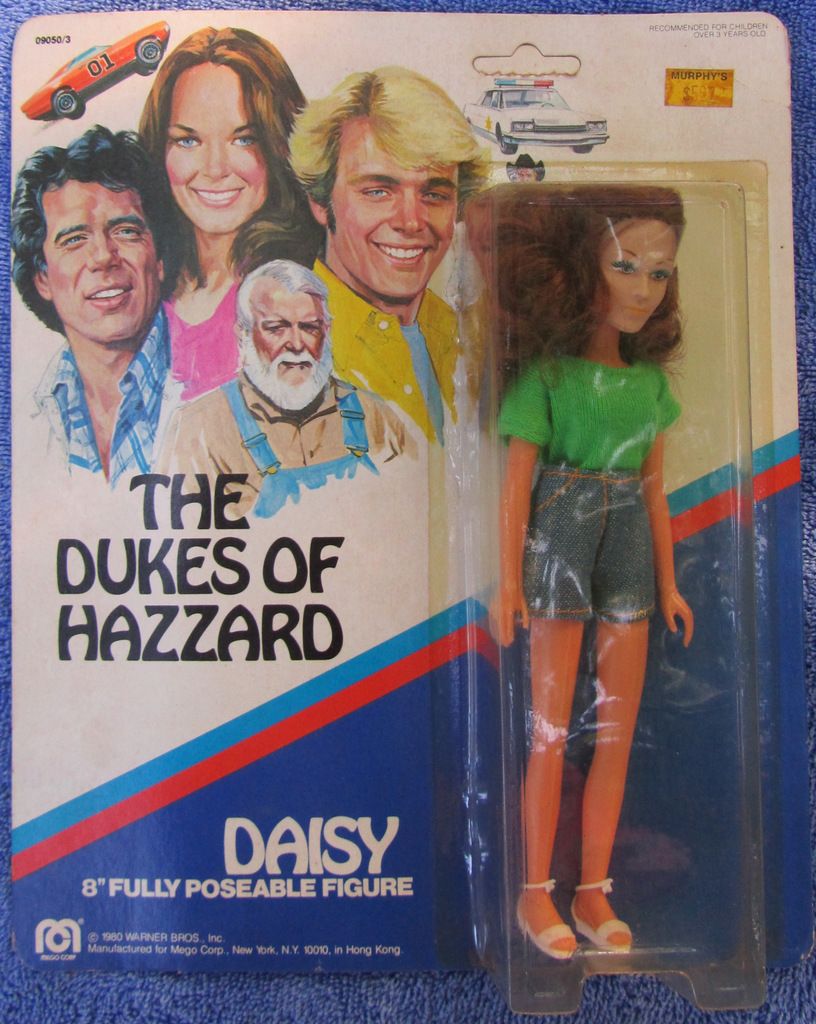 09050/3
01
RECOMMENDED FOR CHILDREN
OVER 3 YEARS OLD
MURPHY'S
THE
DUKES OF
HAZZARD
DAISY
8" FULLY POSEABLE FIGURE
© 1980 WARNER BROS., Inc.
Manufactured for Mego Corp., New York, N.Y. 10010, in Hong Kong.
MEGO CORP